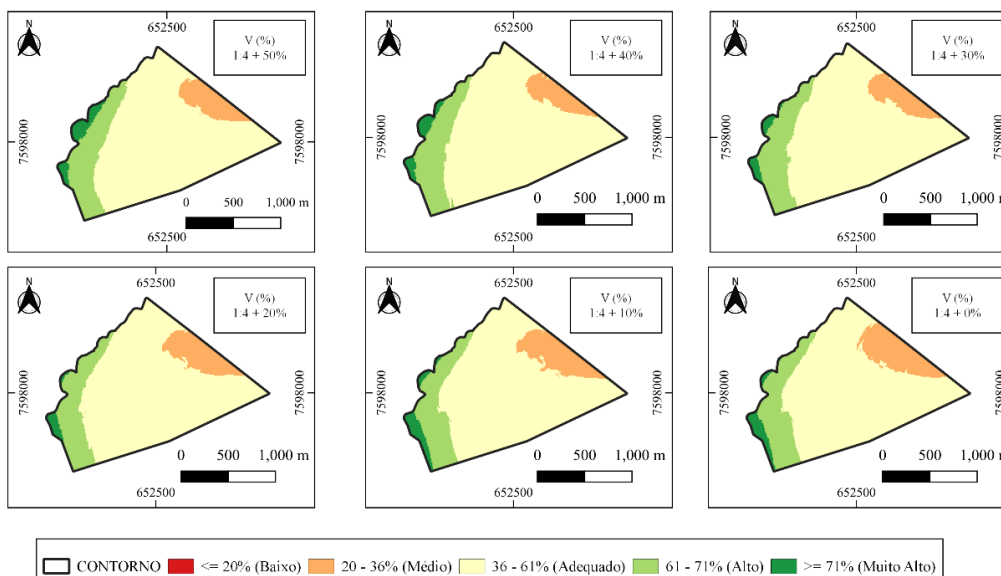 652500
N
V (%)
1:4 + 50%
7598000
7598000
0 500 1,000 m
652500
652500
N
V (%)
1:4 + 40%
7598000
7598000
0 500 1,000 m
652500
652500
N
V (%)
1:4 + 30%
7598000
7598000
0 500 1,000 m
652500
652500
N
V (%)
1:4 + 20%
7598000
7598000
0 500 1,000 m
652500
652500
N
V (%)
1:4 + 10%
7598000
7598000
0 500 1,000 m
652500
652500
N
V (%)
1:4 + 0%
7598000
7598000
0 500 1,000 m
652500
CONTORNO <= 20% (Baixo) 20 - 36% (Médio) 36 - 61% (Adequado) 61 - 71% (Alto) >= 71% (Muito Alto)